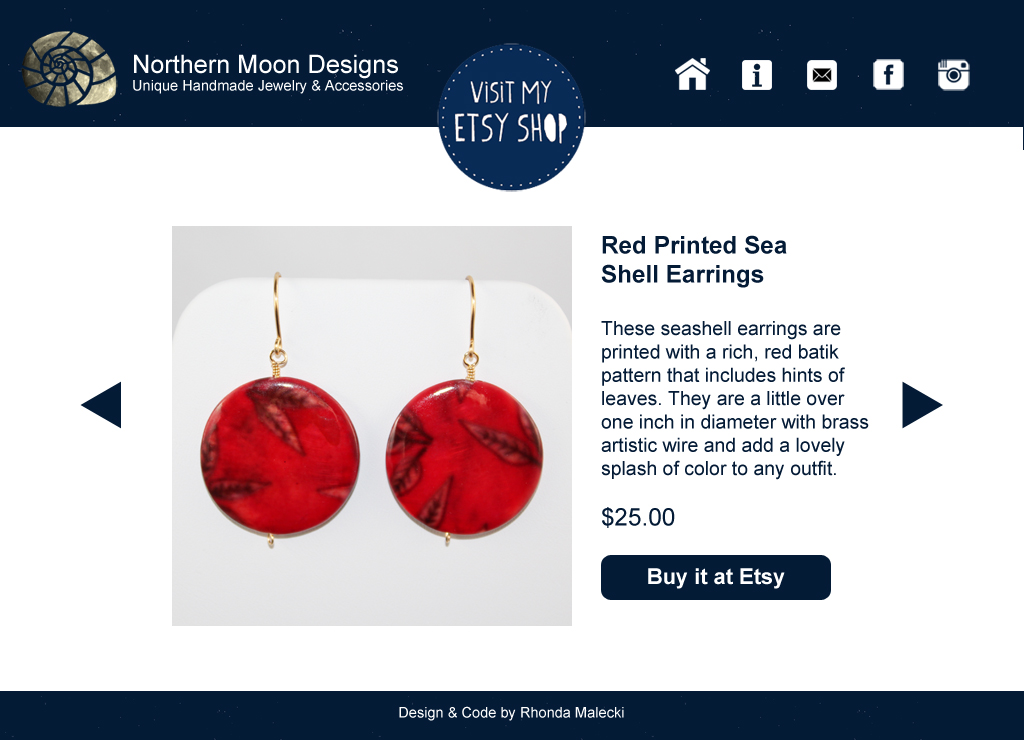 Northern Moon Designs
Unique Handmade Jewelry & Accessories
ViSiT MY
ETSY SHOP
Red Printed Sea
Shell Earrings
These seashell earrings are
printed with a rich, red batik
pattern that includes hints of
leaves. They are a little over
one inch in diameter with brass
artistic wire and add a lovely
splash of color to any outfit.
$25.00
Buy it at Etsy
Design & Code by Rhonda Malecki